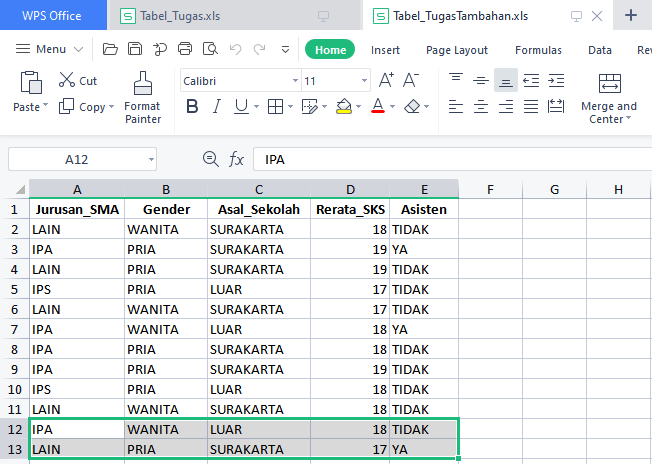 WPS Office Tabel_Tugas.xls Tabel_TugasTambahan.xls
Menu Home Insert Page Layout Formulas Data Re
Paste Cut Copy Format Painter Calibri 11 A+ A- B I U A Merge and Center
A12 fx IPA
A B C D E F G H
1 Jurusan_SMA Gender Asal_Sekolah Rerata_SKS Asisten
2 LAIN WANITA SURAKARTA 18 TIDAK
3 IPA PRIA SURAKARTA 19 YA
4 LAIN PRIA SURAKARTA 19 TIDAK
5 IPS PRIA LUAR 17 TIDAK
6 LAIN WANITA SURAKARTA 17 TIDAK
7 IPA WANITA LUAR 18 YA
8 IPA PRIA SURAKARTA 18 TIDAK
9 IPA PRIA SURAKARTA 19 TIDAK
10 IPS PRIA LUAR 18 TIDAK
11 LAIN WANITA SURAKARTA 18 TIDAK
12 IPA WANITA LUAR 18 TIDAK
13 LAIN PRIA SURAKARTA 17 YA